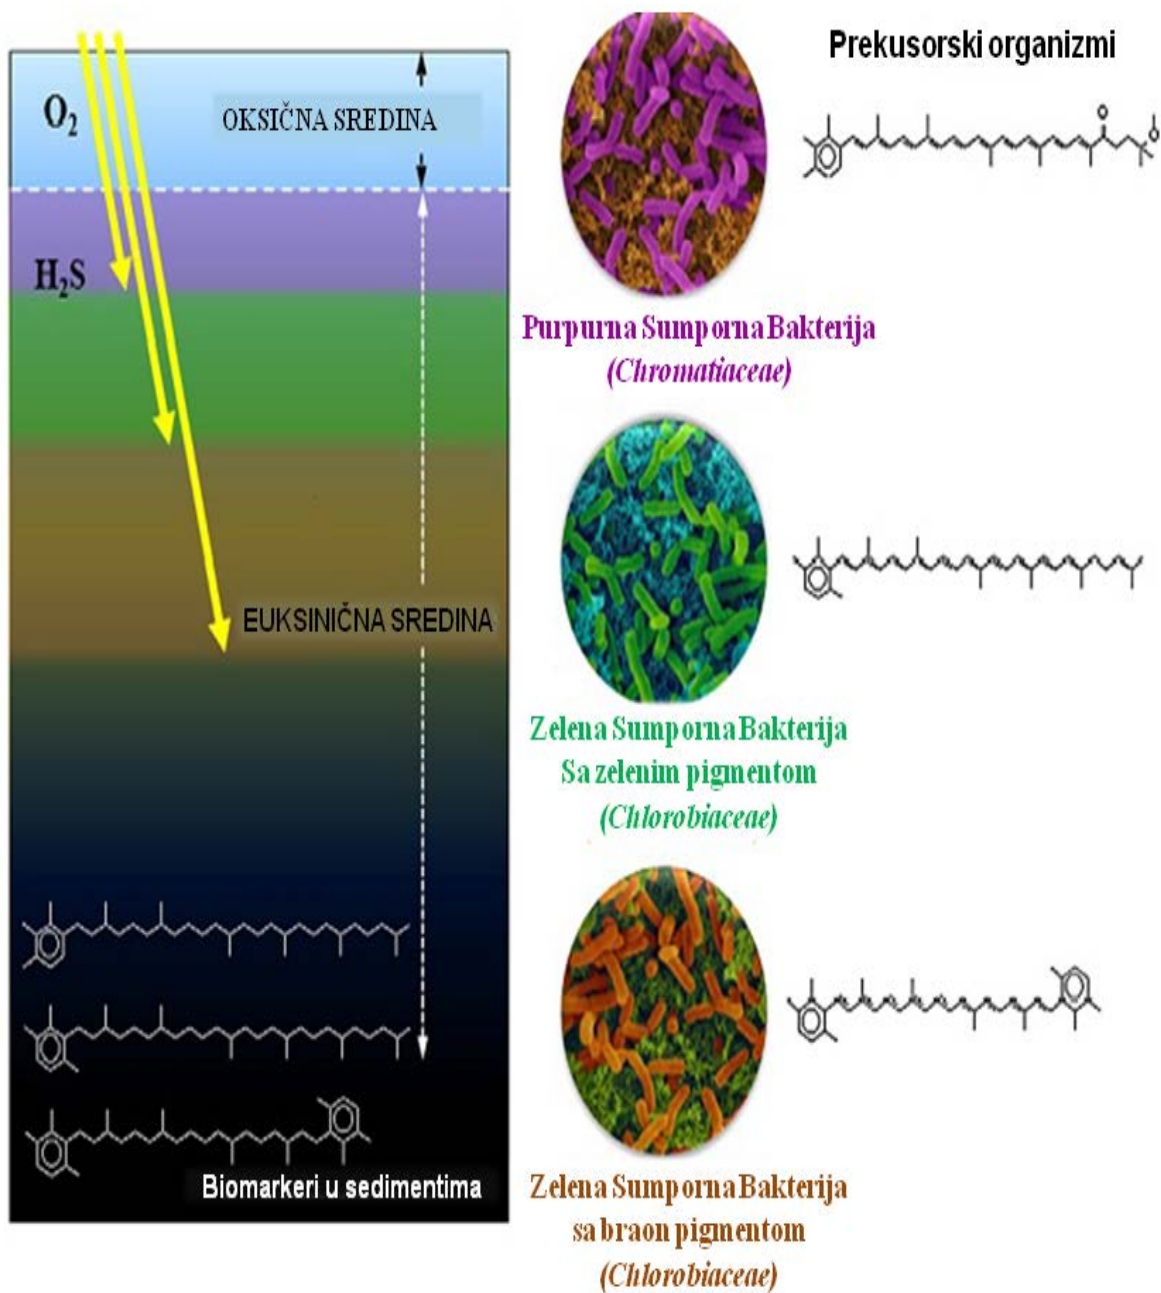 Prekusorski organizmi
O₂
OKSIČNA SREDINA
H₂S
EUKSINIČNA SREDINA
Biomarkeri u sedimentima
O
O
Purpurna Sumporna Bakterija
(Chromatiaceae)
Zelena Sumporna Bakterija
Sa zelenim pigmentom
(Chlorobiaceae)
Zelena Sumporna Bakterija
sa braon pigmentom
(Chlorobiaceae)